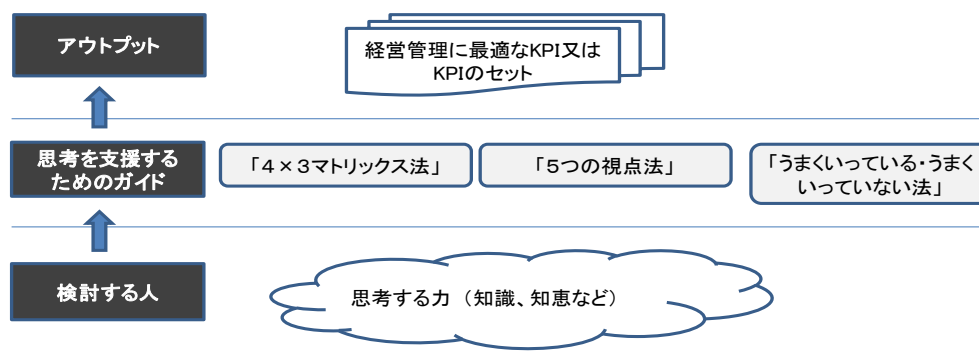 アウトプット
経営管理に最適なKPI又は
KPIのセット
思考を支援する
ためのガイド
「４×３マトリックス法」
「５つの視点法」
「うまくいっている・うまく
いっていない法」
検討する人
思考する力　（知識、知恵など）